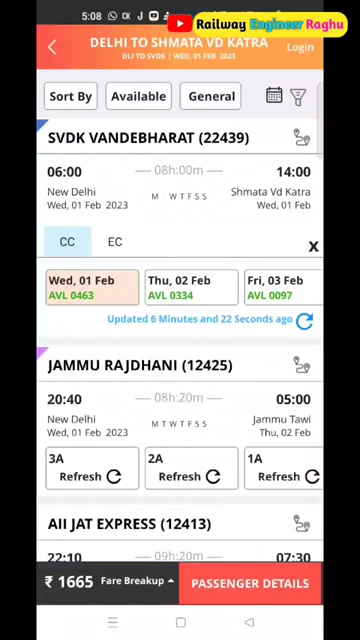 5:08
Railway Engineer Raghu
DELHI TO SHMATA VD KATRA
Login
DLI TO SVDK | WED, 01 FEB 2023
Sort By
Available
General
SVDK VANDEBHARAT (22439)
06:00 08h:00m 14:00
New Delhi M W T F S S Shmata Vd Katra
Wed, 01 Feb 2023 Wed, 01 Feb
CC EC X
Wed, 01 Feb Thu, 02 Feb Fri, 03 Feb
AVL 0463 AVL 0334 AVL 0097
Updated 6 Minutes and 22 Seconds ago
JAMMU RAJDHANI (12425)
20:40 08h:20m 05:00
New Delhi M T W T F S S Jammu Tawi
Wed, 01 Feb 2023 Thu, 02 Feb
3A 2A 1A
Refresh Refresh Refresh
AII JAT EXPRESS (12413)
22:10 09h:20m 07:30
₹ 1665 Fare Breakup PASSENGER DETAILS